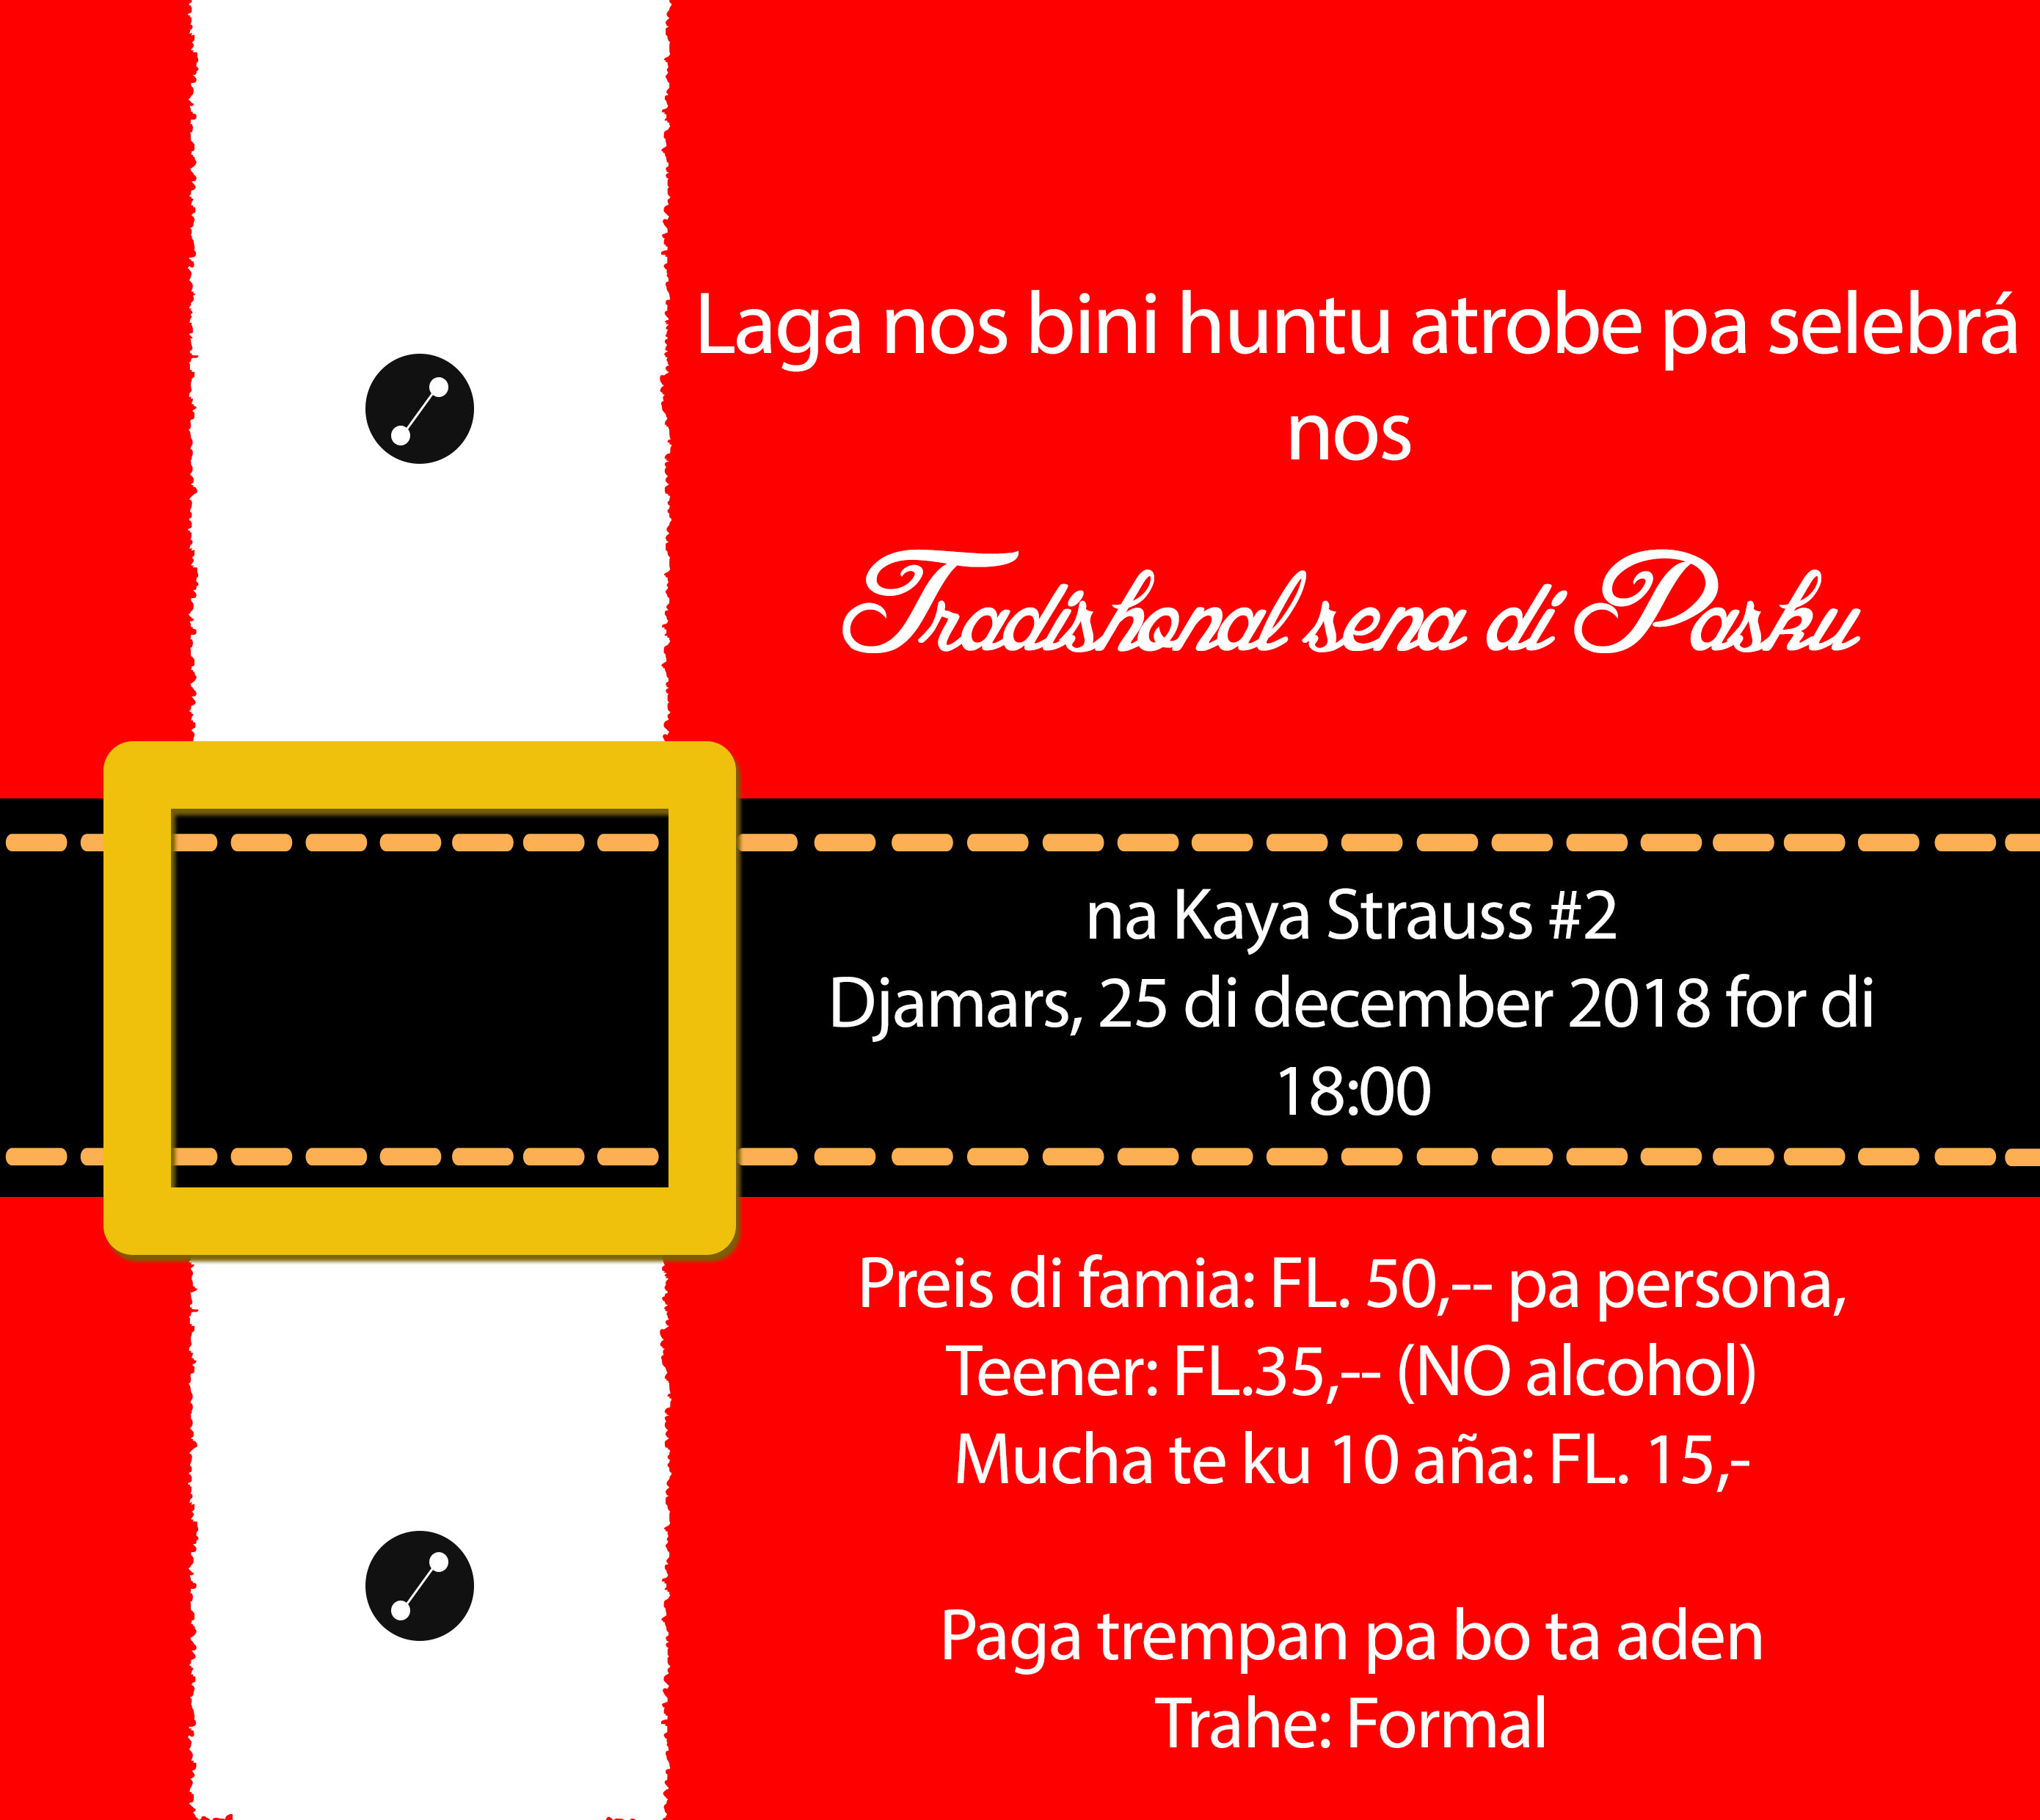 Laga nos bini huntu atrobe pa selebrá
nos
Tradishonal sena di Pasku
na Kaya Strauss #2
Djamars, 25 di december 2018 for di
18:00
Preis di famia: FL. 50,-- pa persona,
Teener: FL.35,-- (NO alcohol)
Mucha te ku 10 aña: FL. 15,-
Paga trempan pa bo ta aden
Trahe: Formal